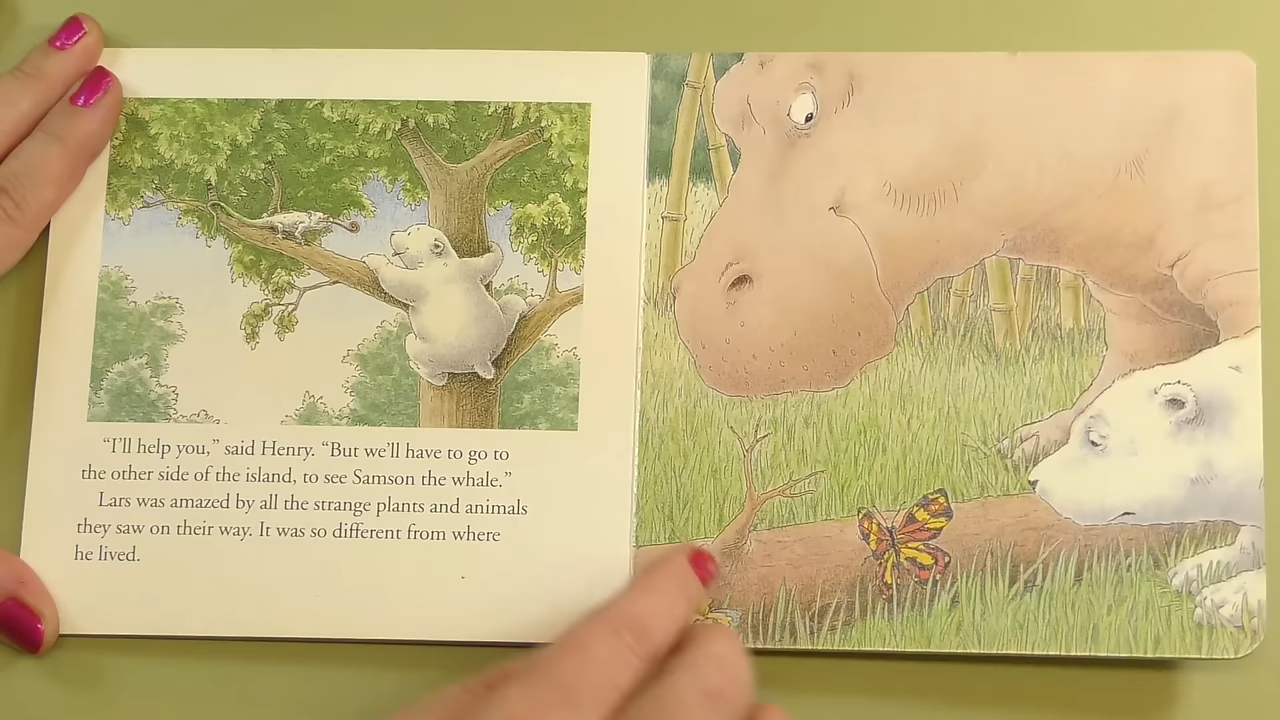 “I’ll help you,” said Henry. “But we’ll have to go to
the other side of the island, to see Samson the whale.”
Lars was amazed by all the strange plants and animals
they saw on their way. It was so different from where
he lived.